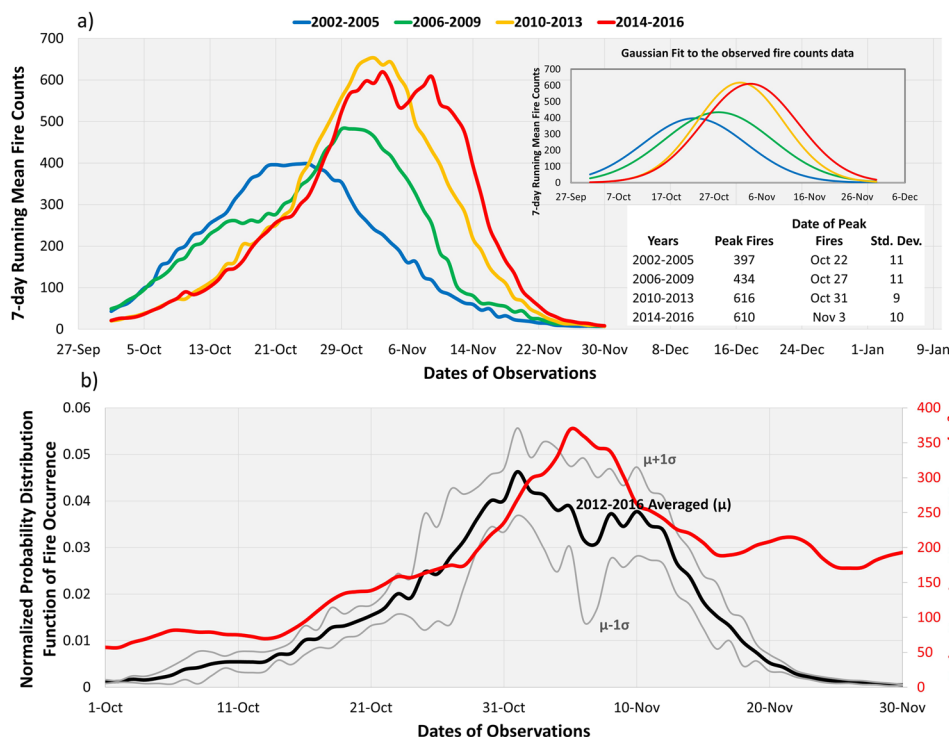 a)
2002-2005 2006-2009 2010-2013 2014-2016
7-day Running Mean Fire Counts
700
600
500
400
300
200
100
0
27-Sep 5-Oct 13-Oct 21-Oct 29-Oct 6-Nov 14-Nov 22-Nov 30-Nov 8-Dec 16-Dec 24-Dec 1-Jan 9-Jan
Dates of Observations
Gaussian Fit to the observed fire counts data
7-day Running Mean Fire Counts
700
600
500
400
300
200
100
0
27-Sep 7-Oct 17-Oct 27-Oct 6-Nov 16-Nov 26-Nov 6-Dec
Date of Peak
Years Peak Fires Fires Std. Dev.
2002-2005 397 Oct 22 11
2006-2009 434 Oct 27 11
2010-2013 616 Oct 31 9
2014-2016 610 Nov 3 10
b)
Normalized Probability Distribution
Function of Fire Occurrence
0.06
0.05
0.04
0.03
0.02
0.01
0
400
350
300
250
200
150
100
50
0
μ+1σ
2012-2016 Averaged (μ)
μ-1σ
1-Oct 11-Oct 21-Oct 31-Oct 10-Nov 20-Nov 30-Nov
Dates of Observations